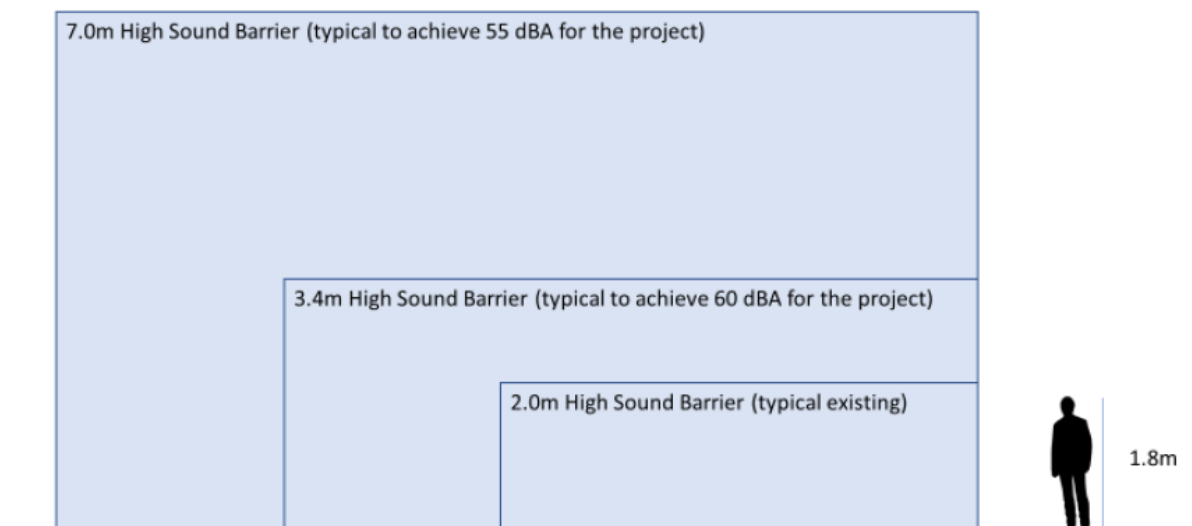 7.0m High Sound Barrier (typical to achieve 55 dBA for the project)
3.4m High Sound Barrier (typical to achieve 60 dBA for the project)
2.0m High Sound Barrier (typical existing)
1.8m